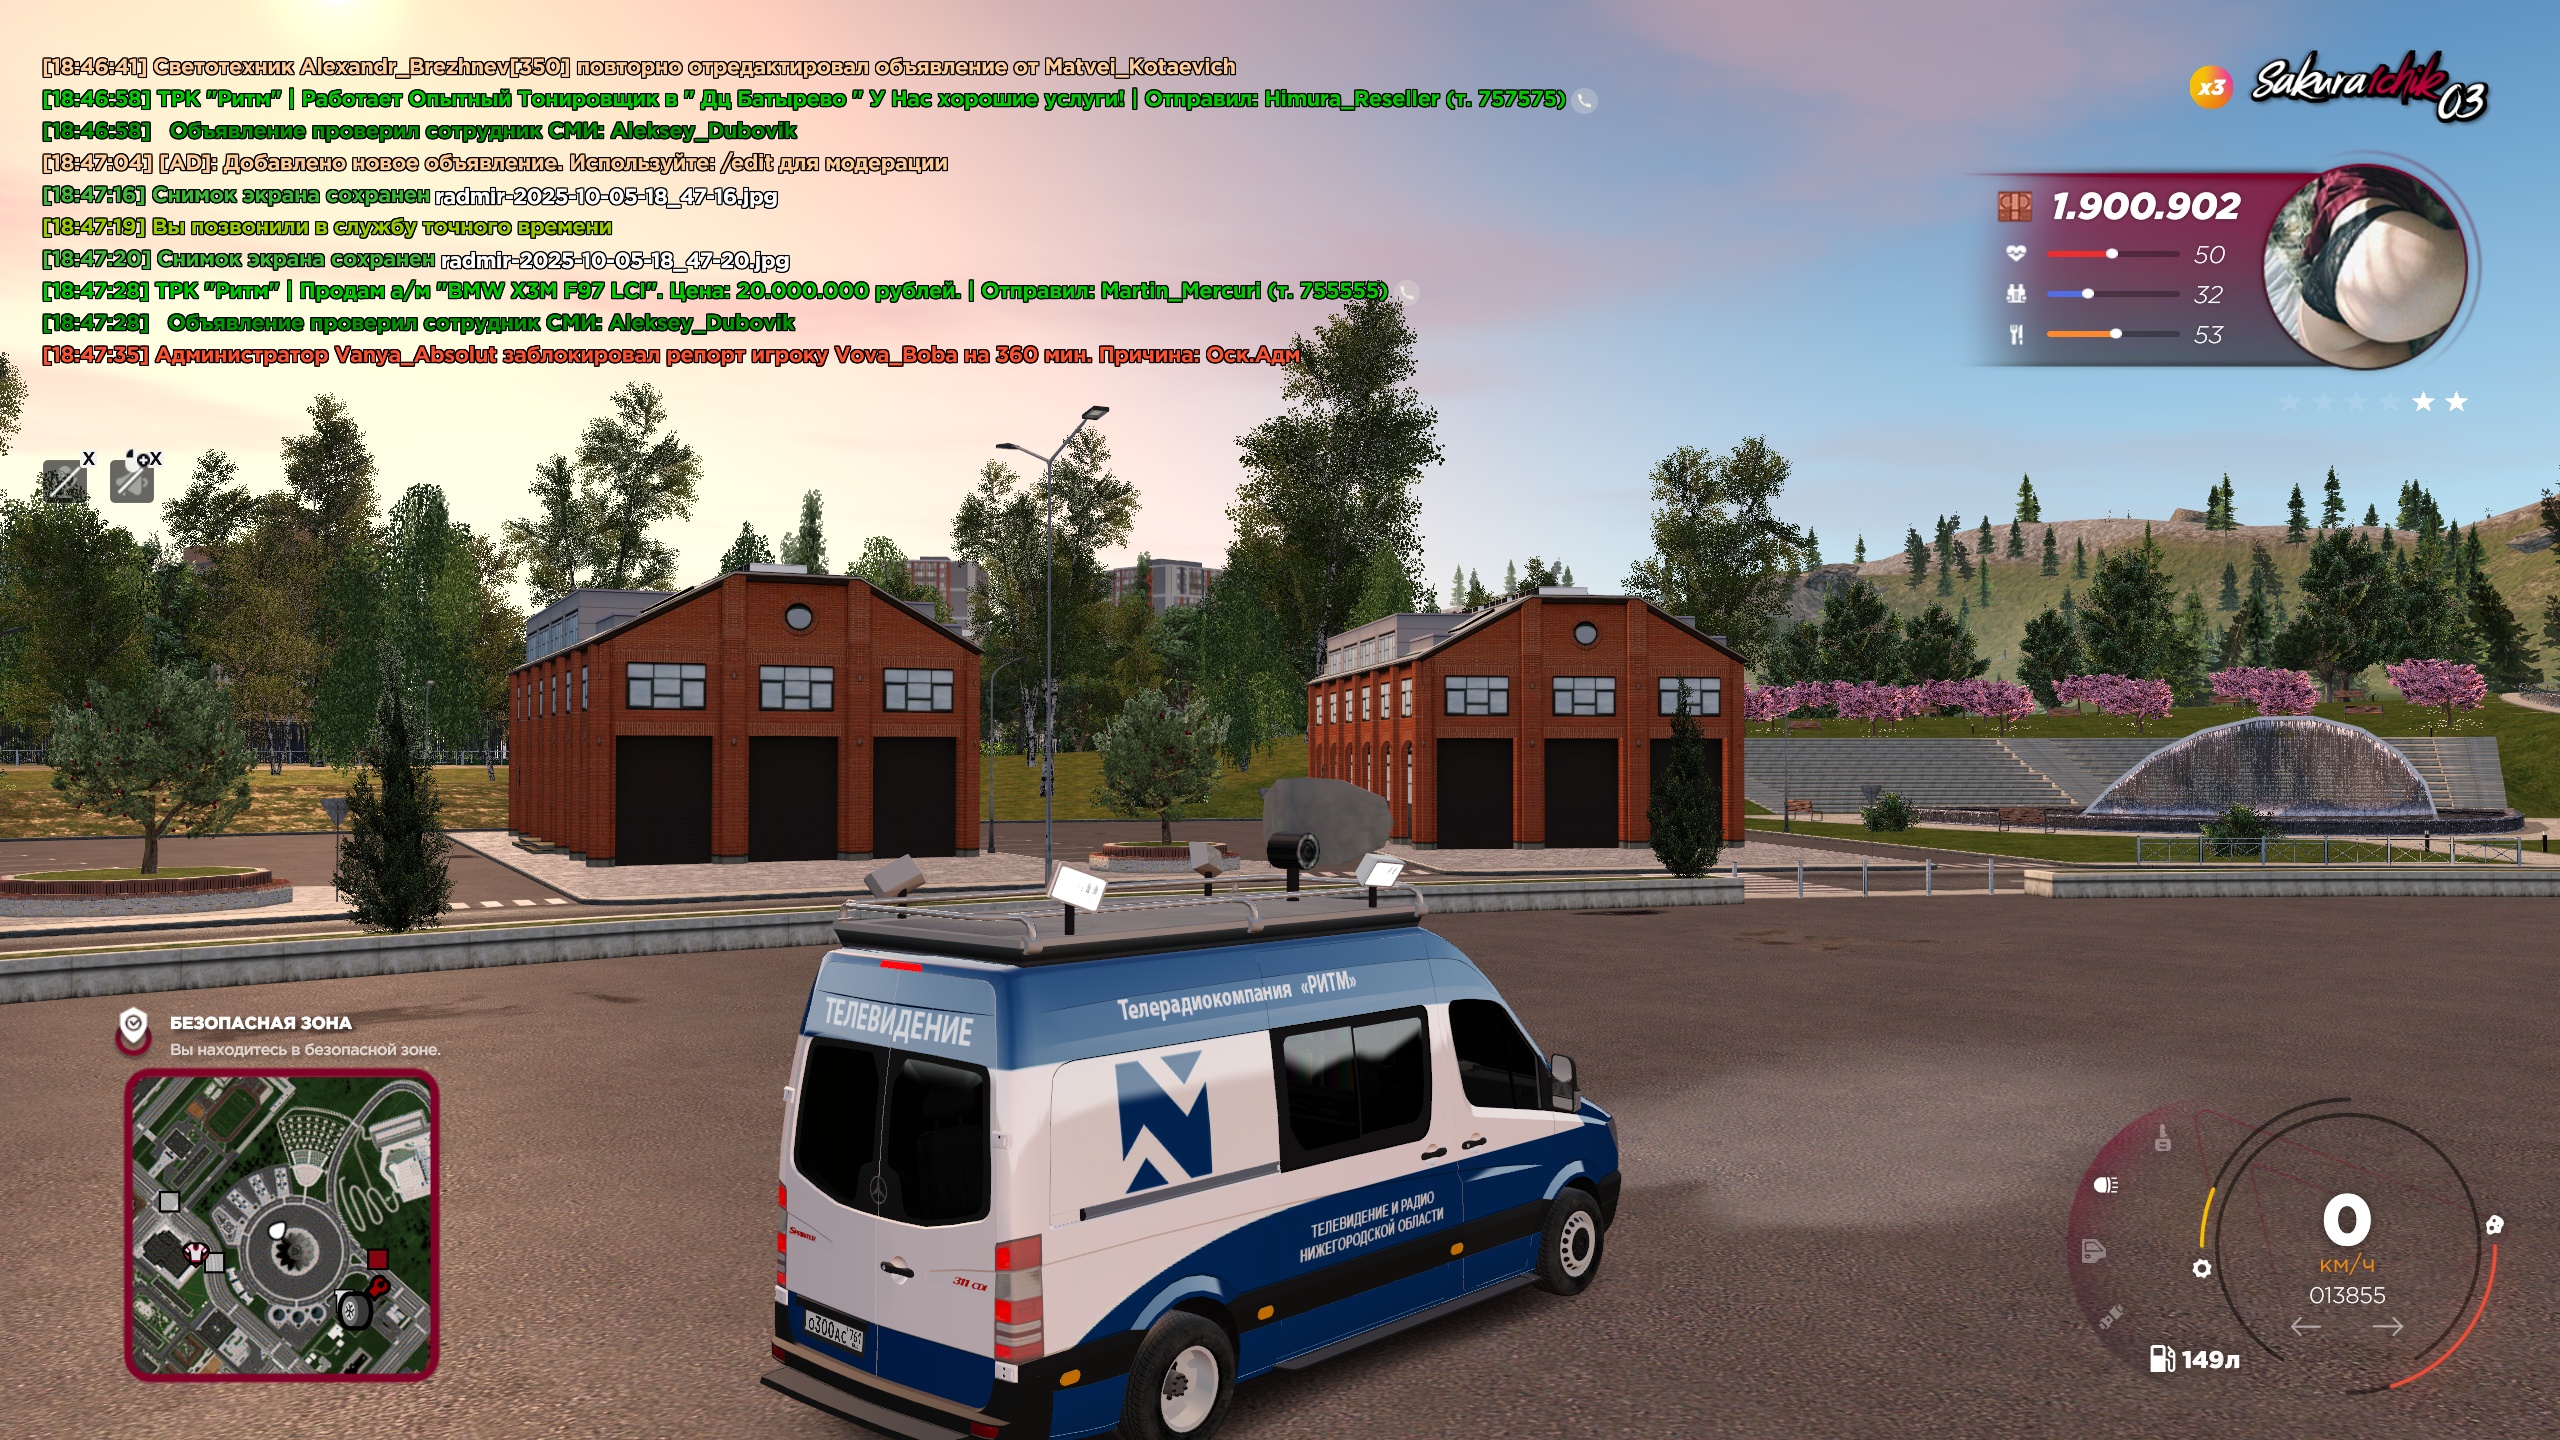 [18:46:41] Светотехник Alexandr_Brezhnev[350] повторно отредактировал объявление от Matvei_Kotaevich
[18:46:58] ТРК "Ритм" | Работает Опытный Тонировщик в " Дц Батырево " У Нас хорошие услуги! | Отправил: Himura_Reseller (т. 757575)
[18:46:58] Объявление проверил сотрудник СМИ: Aleksey_Dubovik
[18:47:04] [AD]: Добавлено новое объявление. Используйте: /edit для модерации
[18:47:16] Снимок экрана сохранен radmir-2025-10-05-18_47-16.jpg
[18:47:19] Вы позвонили в службу точного времени
[18:47:20] Снимок экрана сохранен radmir-2025-10-05-18_47-20.jpg
[18:47:28] ТРК "Ритм" | Продам а/м "BMW X3M F97 LCI". Цена: 20.000.000 рублей. | Отправил: Martin_Mercuri (т. 755555)
[18:47:28] Объявление проверил сотрудник СМИ: Aleksey_Dubovik
[18:47:35] Администратор Vanya_Absolut заблокировал репорт игроку Vova_Boba на 360 мин. Причина: Оск.Адм
x3
SakuraIchik
03
1.900.902
50
32
53
X
X
ТЕЛЕВИДЕНИЕ
Телерадиокомпания «РИТМ»
ТЕЛЕВИДЕНИЕ И РАДИО
НИЖЕГОРОДСКОЙ ОБЛАСТИ
SPRINTER
311 CDI
о300АС 761
БЕЗОПАСНАЯ ЗОНА
Вы находитесь в безопасной зоне.
0
КМ/Ч
013855
149л